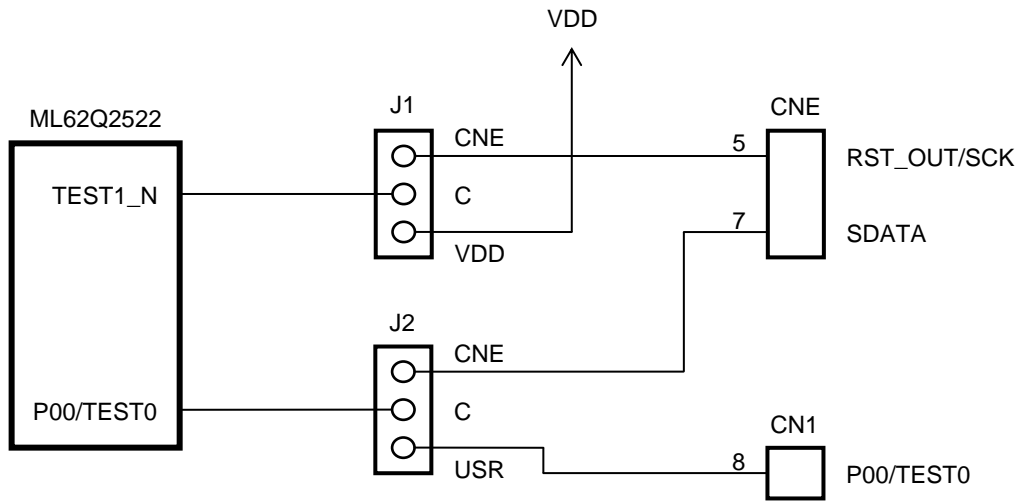 VDD
ML62Q2522
J1
CNE
CNE
5
RST_OUT/SCK
TEST1_N
C
7
SDATA
VDD
J2
CNE
P00/TEST0
C
CN1
USR
8
P00/TEST0